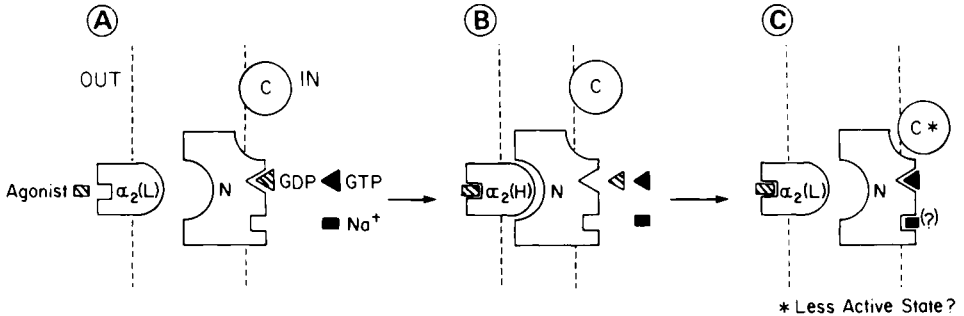 A
B
C
OUT
C
IN
Agonist
α₂(L)
N
GDP
GTP
Na⁺
C
α₂(H)
N
C*
α₂(L)
N
(?)
* Less Active State?